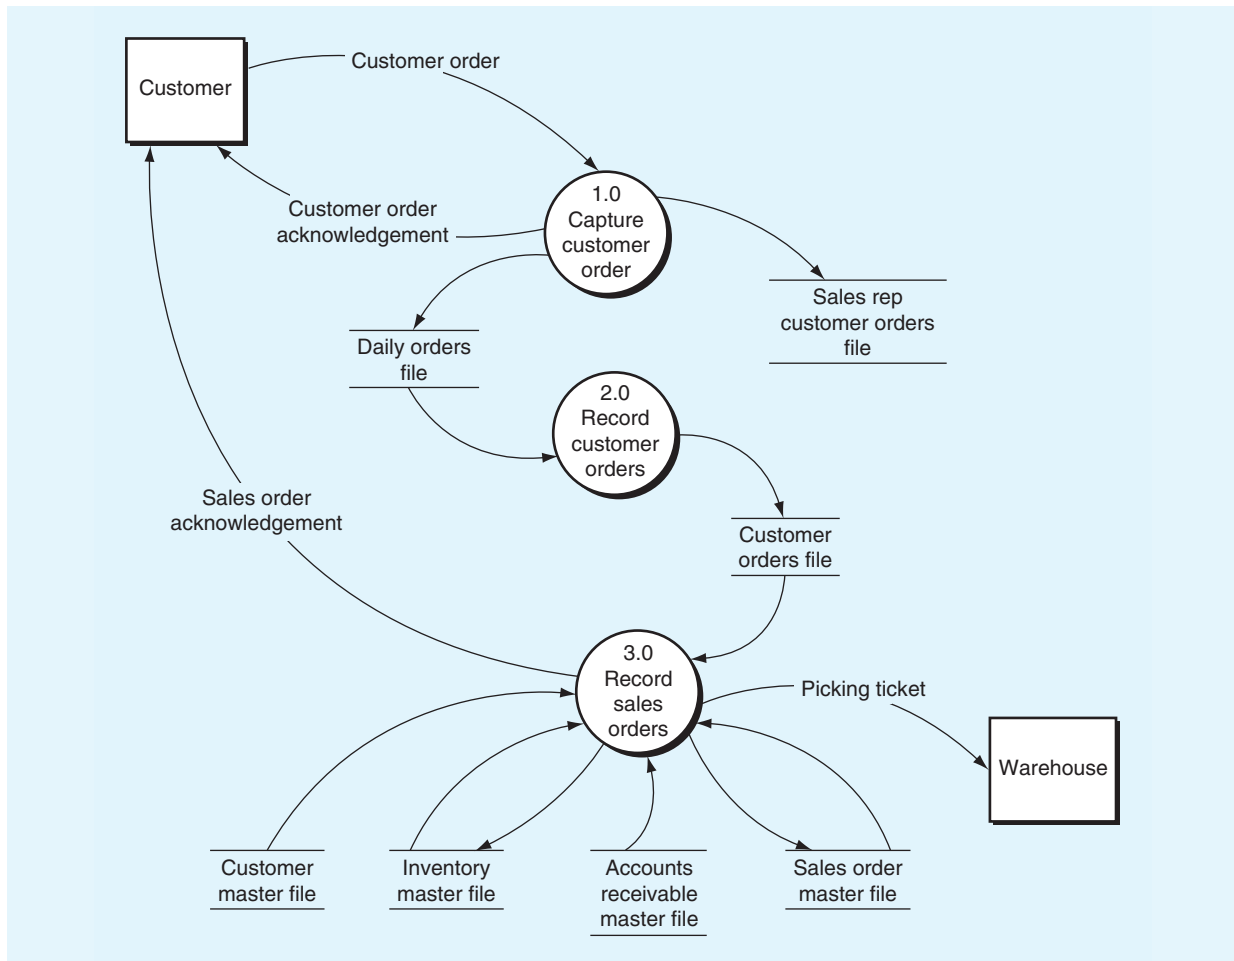 Customer
Customer order
1.0
Capture
customer
order
Customer order
acknowledgement
Sales rep
customer orders
file
Daily orders
file
2.0
Record
customer
orders
Sales order
acknowledgement
Customer
orders file
3.0
Record
sales
orders
Picking ticket
Warehouse
Customer
master file
Inventory
master file
Accounts
receivable
master file
Sales order
master file